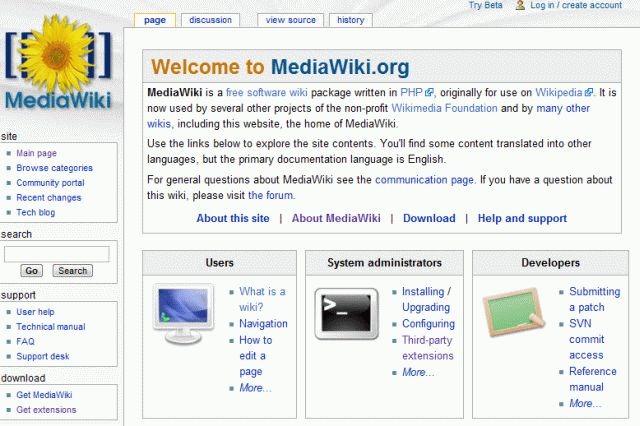 Try Beta Log in / create account
page discussion view source history
MediaWiki
site
Main page
Browse categories
Community portal
Recent changes
Tech blog
search
Go Search
support
User help
Technical manual
FAQ
Support desk
download
Get MediaWiki
Get extensions
Welcome to MediaWiki.org
MediaWiki is a free software wiki package written in PHP, originally for use on Wikipedia. It is
now used by several other projects of the non-profit Wikimedia Foundation and by many other
wikis, including this website, the home of MediaWiki.
Use the links below to explore the site contents. You'll find some content translated into other
languages, but the primary documentation language is English.
For general questions about MediaWiki see the communication page. If you have a question about
this wiki, please visit the forum.
About this site | About MediaWiki | Download | Help and support
Users
What is a
wiki?
Navigation
How to
edit a
page
More...
System administrators
>_
Installing /
Upgrading
Configuring
Third-party
extensions
More...
Developers
Submitting
a patch
SVN
commit
access
Reference
manual
More...